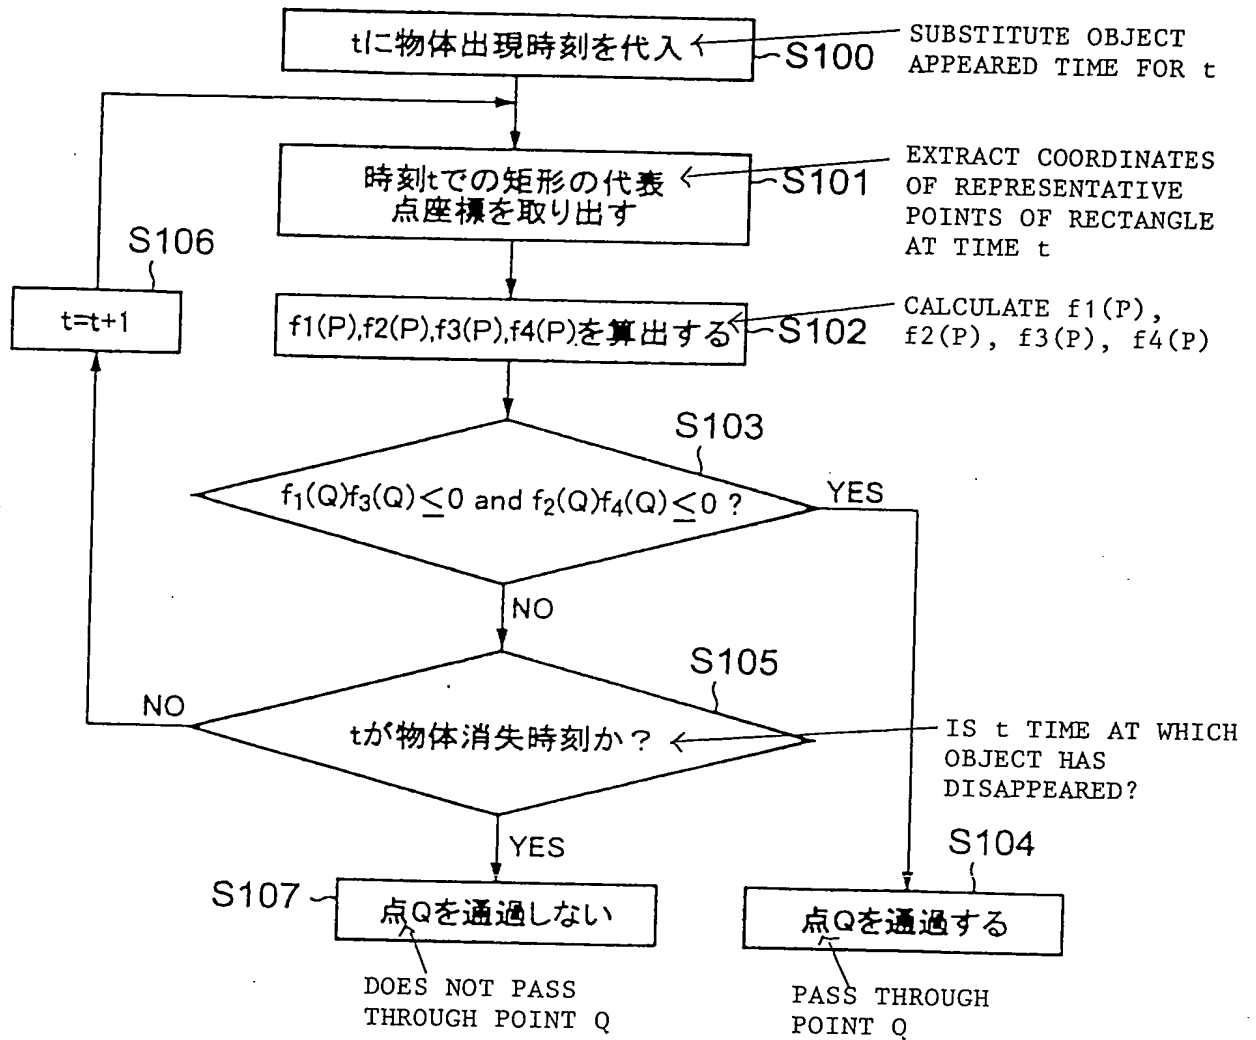 tに物体出現時刻を代入
S100
SUBSTITUTE OBJECT
APPEARED TIME FOR t
時刻tでの矩形の代表
点座標を取り出す
S101
EXTRACT COORDINATES
OF REPRESENTATIVE
POINTS OF RECTANGLE
AT TIME t
S106
t=t+1
f1(P),f2(P),f3(P),f4(P)を算出する
S102
CALCULATE f1(P),
f2(P), f3(P), f4(P)
S103
f₁(Q)f₃(Q)≤0 and f₂(Q)f₄(Q)≤0 ?
YES
NO
S105
tが物体消失時刻か？
NO
IS t TIME AT WHICH
OBJECT HAS
DISAPPEARED?
YES
S104
S107
点Qを通過しない
点Qを通過する
DOES NOT PASS
THROUGH POINT Q
PASS THROUGH
POINT Q